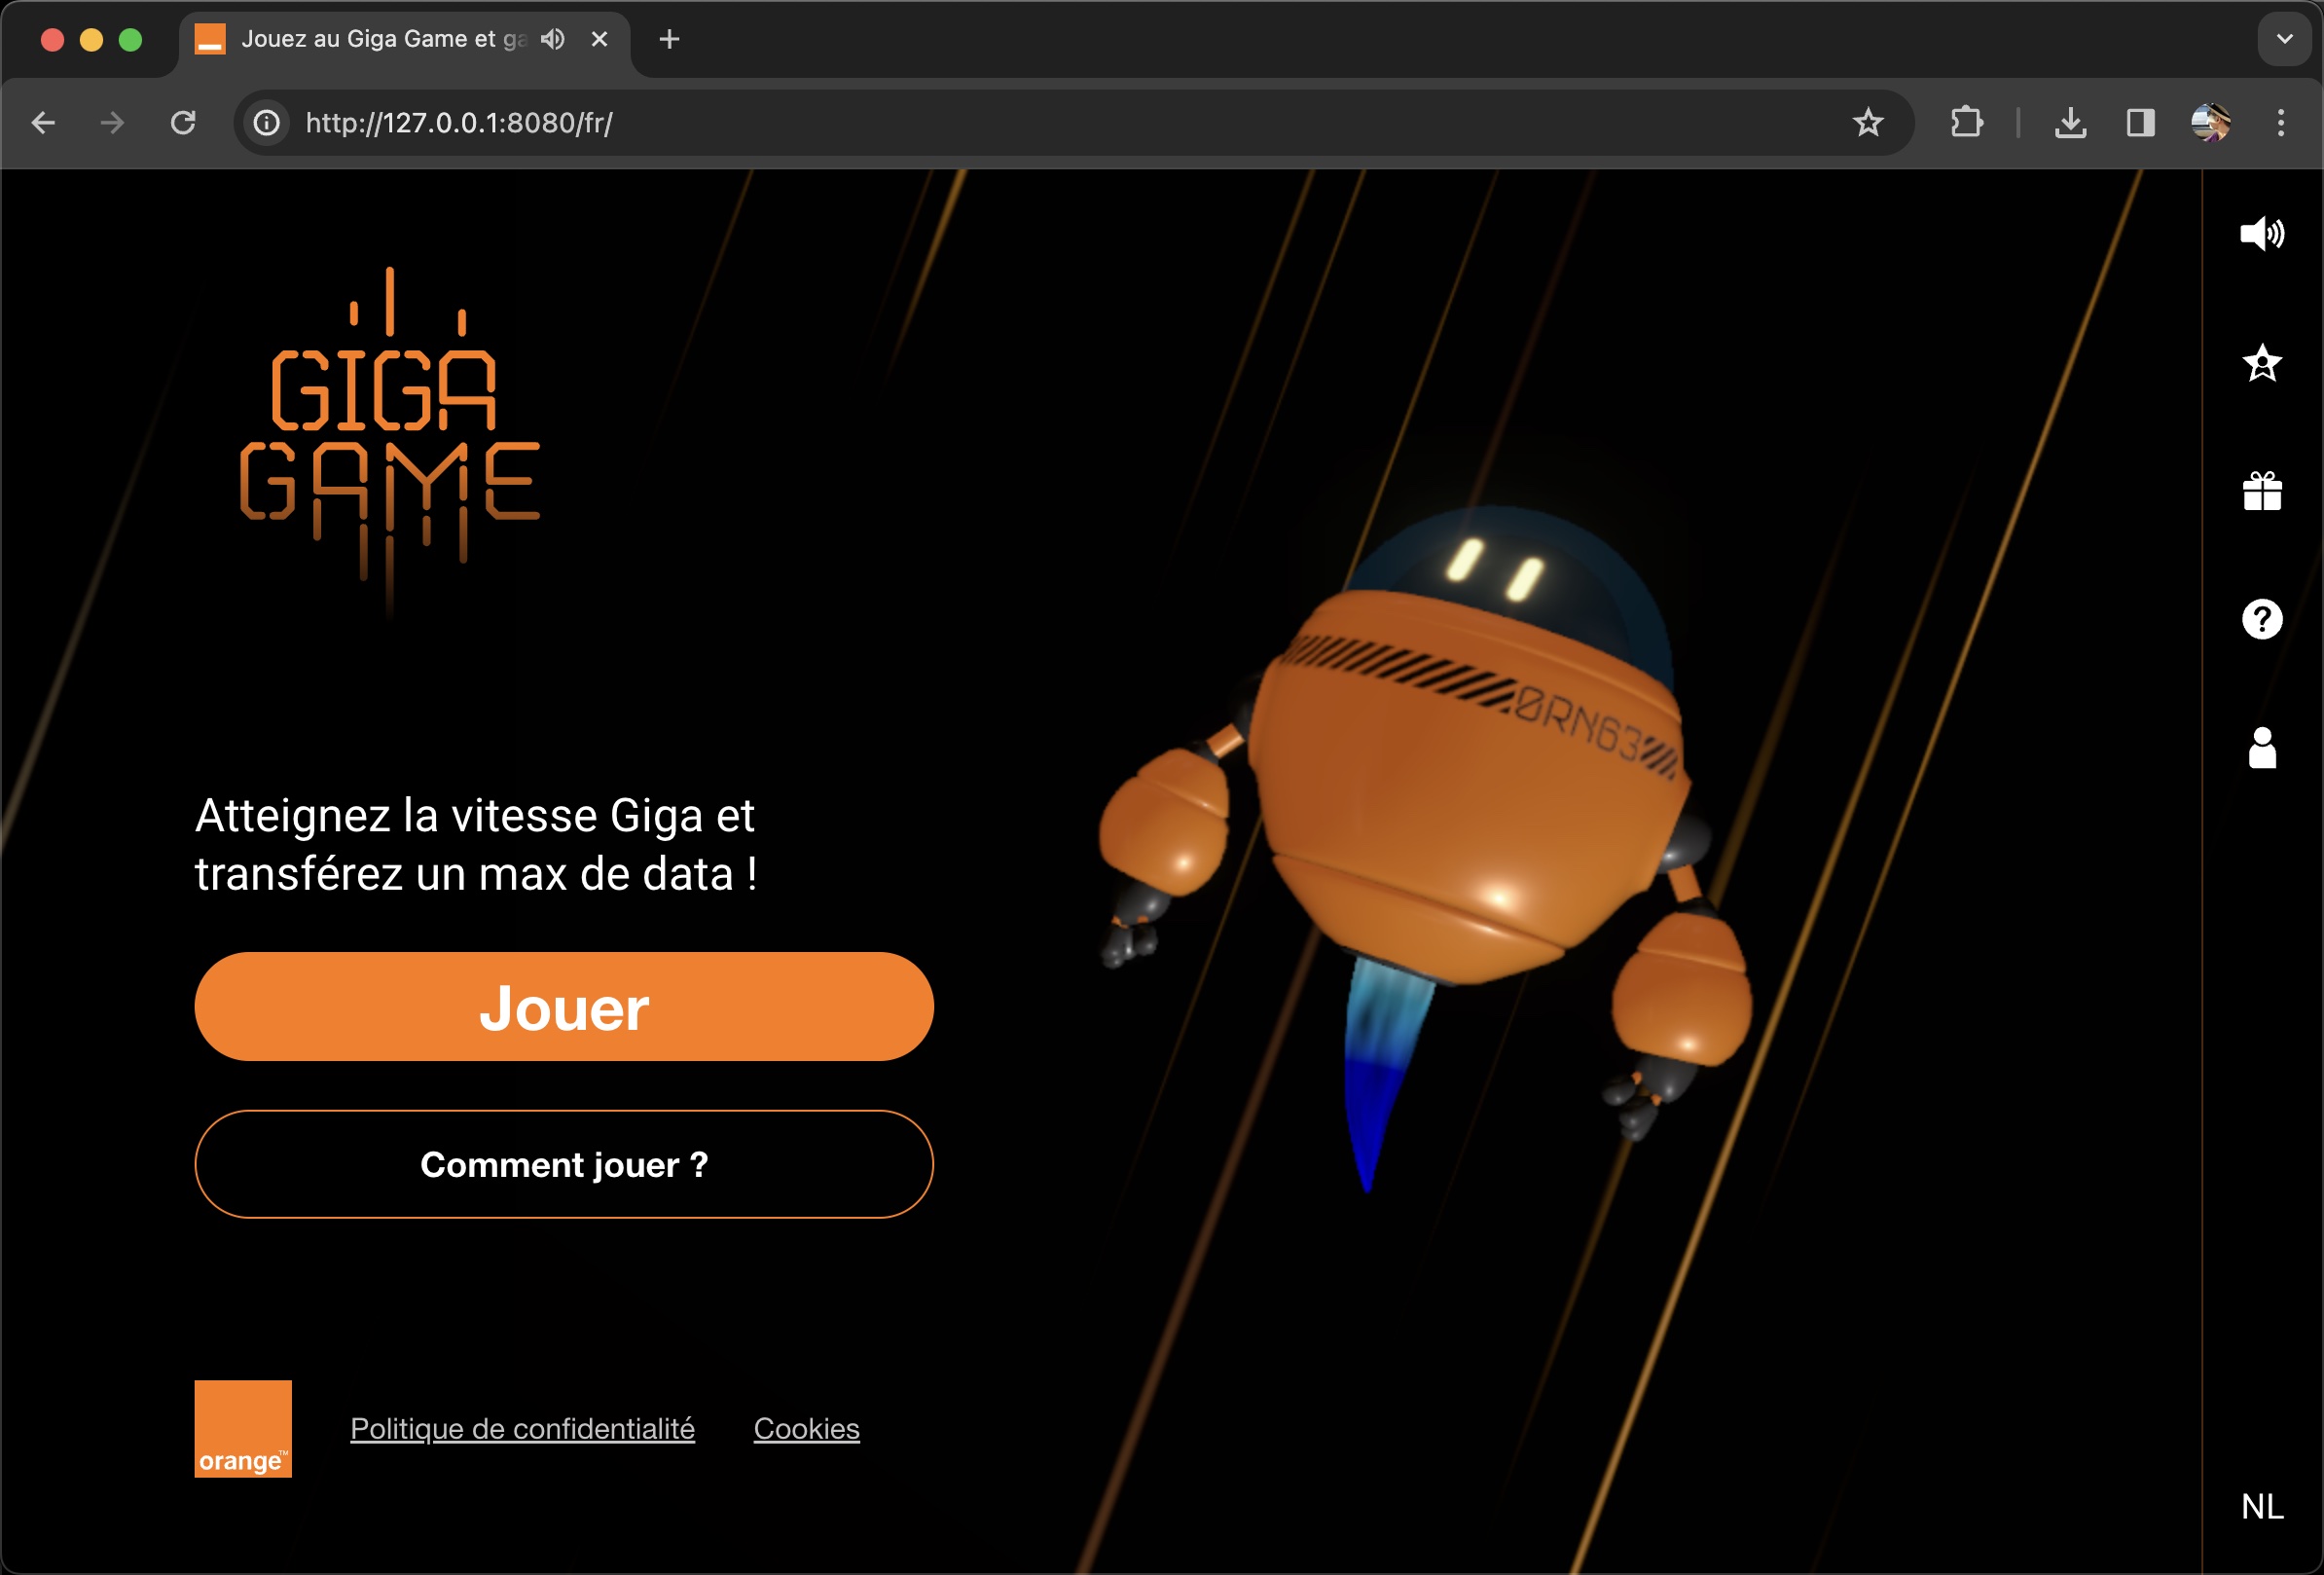 Jouez au Giga Game et ga
http://127.0.0.1:8080/fr/
GIGA
GAME
ØRN63
Atteignez la vitesse Giga et
transférez un max de data !
Jouer
Comment jouer ?
orange™
Politique de confidentialité
Cookies
NL